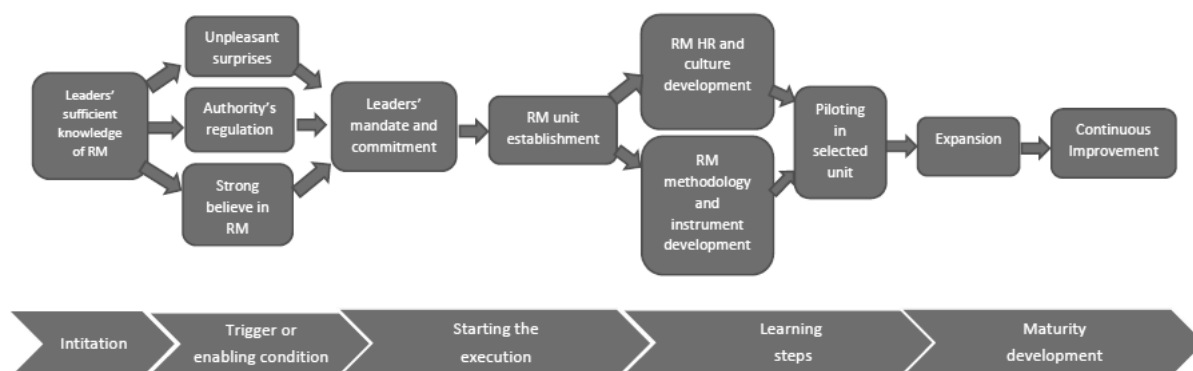 Leaders'
sufficient
knowledge
of RM
Unpleasant
surprises
Authority's
regulation
Strong
believe in
RM
Leaders'
mandate and
commitment
RM unit
establishment
RM HR and
culture
development
RM
methodology
and
instrument
development
Piloting
in
selected
unit
Expansion
Continuous
Improvement
Intitation
Trigger or
enabling condition
Starting the
execution
Learning
steps
Maturity
development